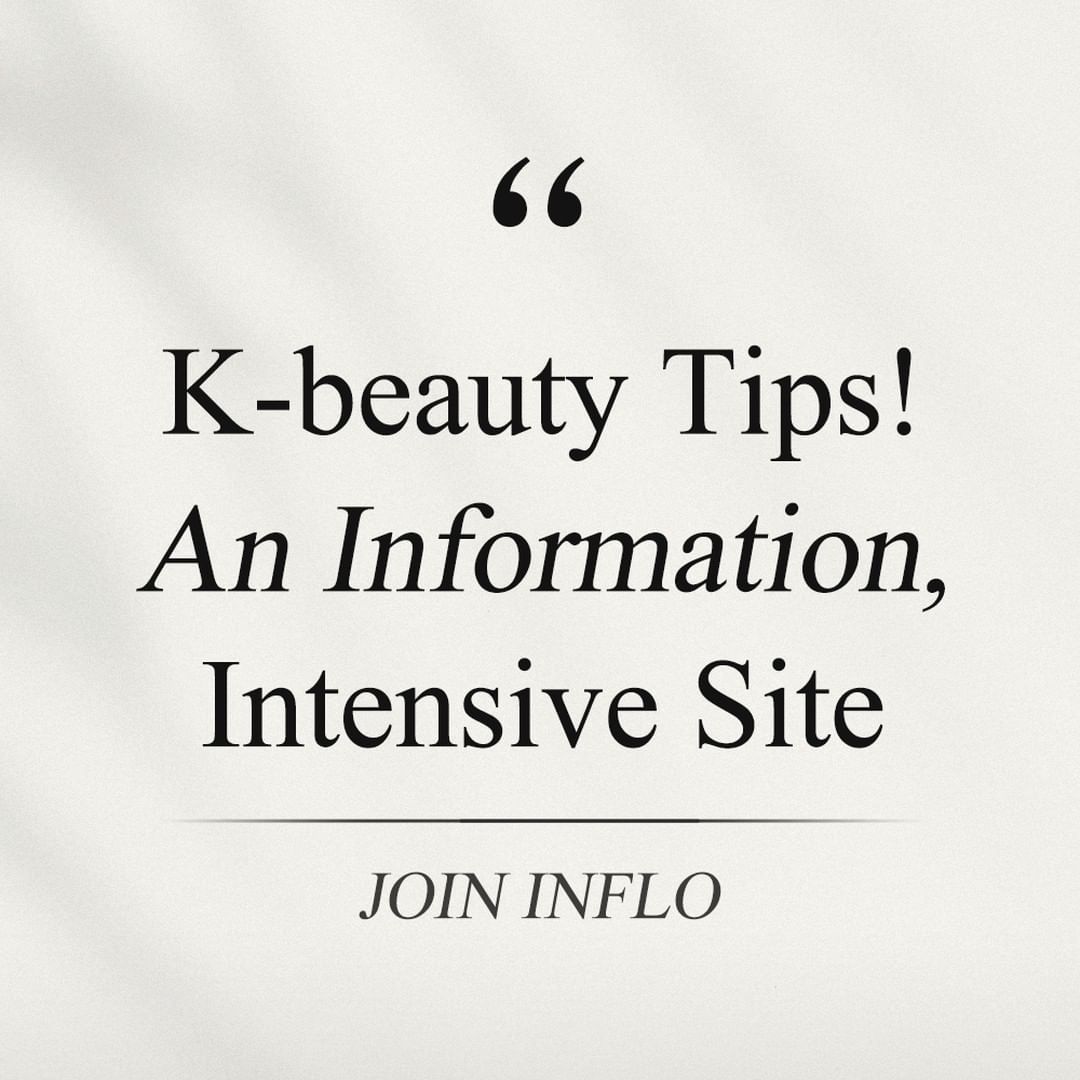 “
K-beauty Tips!
An Information,
Intensive Site
JOIN INFLO